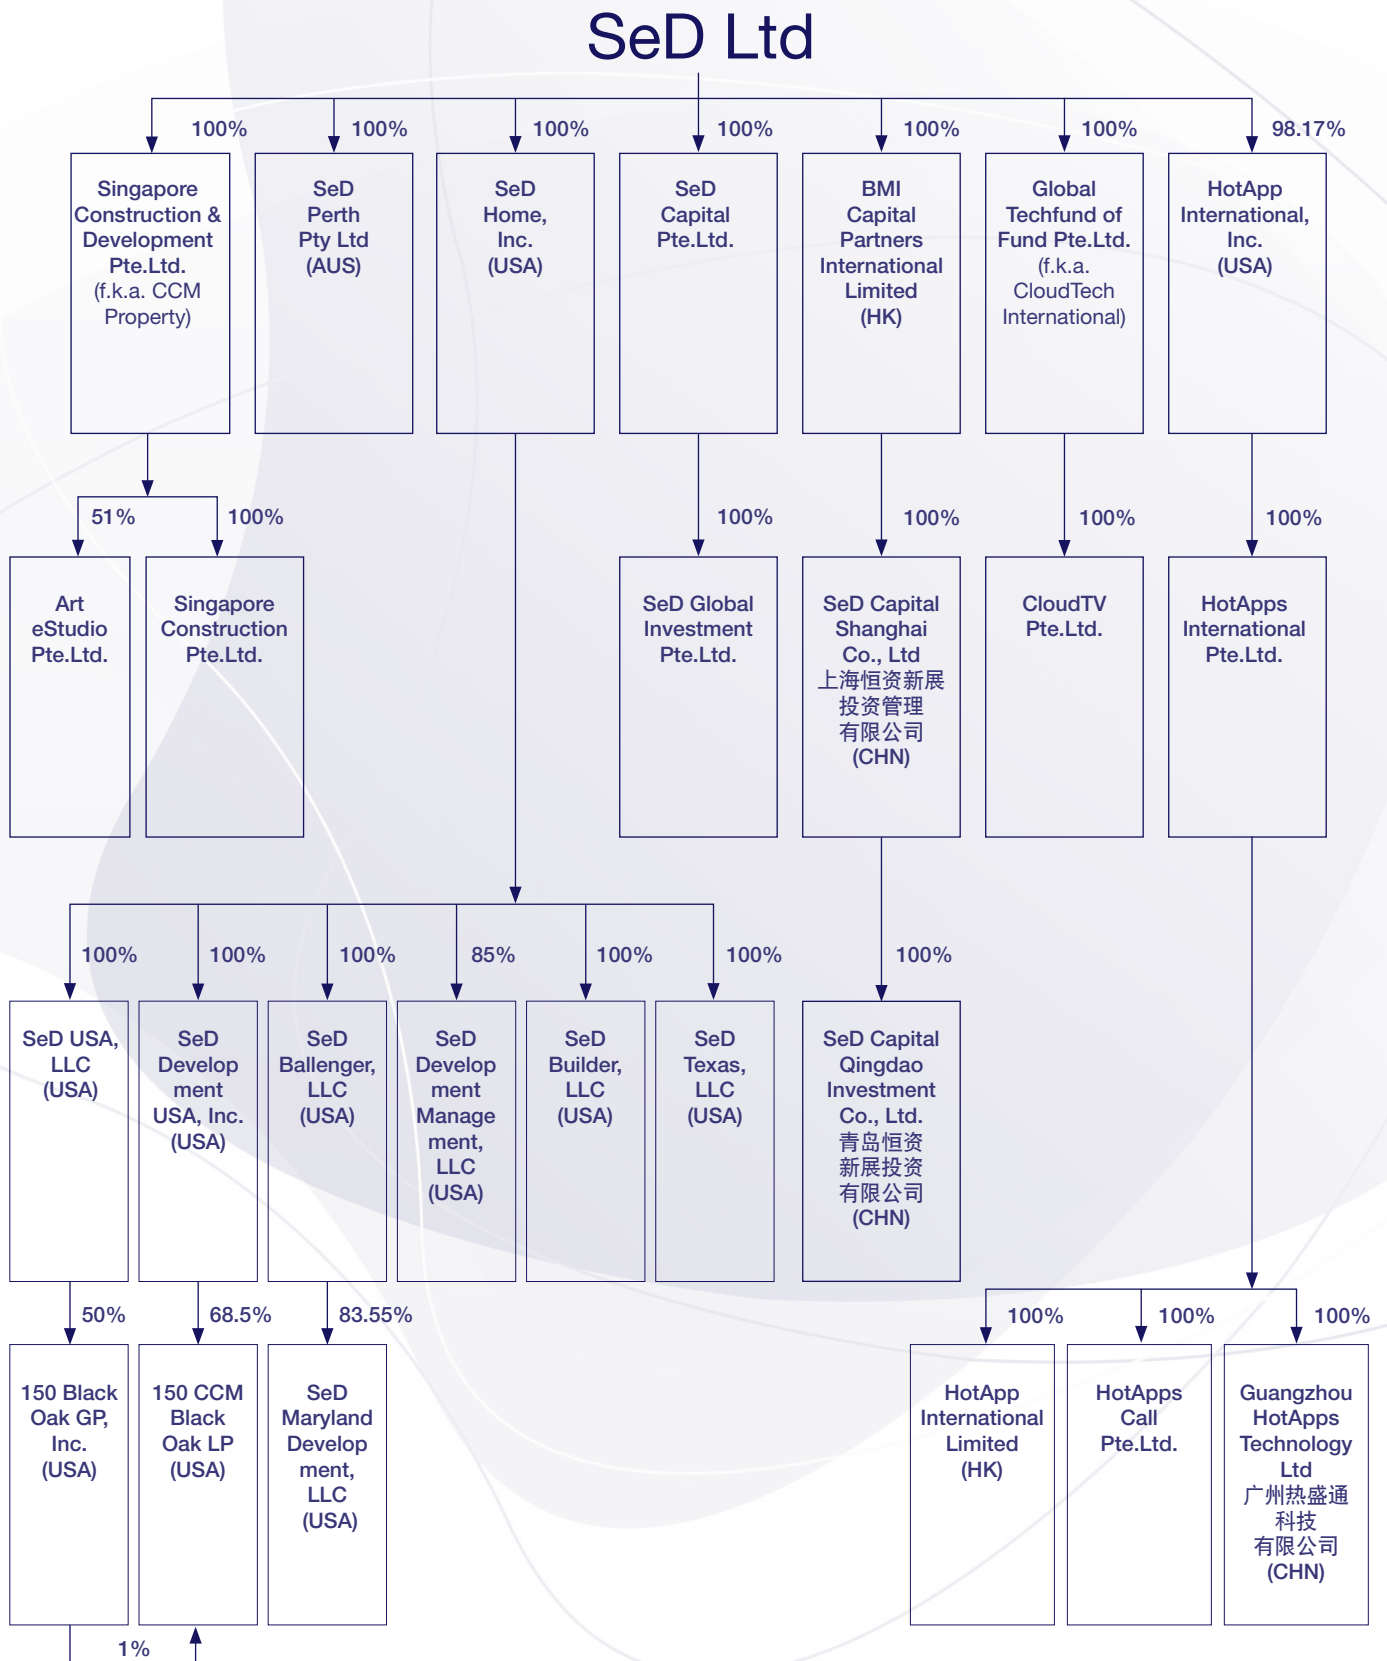 SeD Ltd
100%
100%
100%
100%
100%
100%
98.17%
Singapore
Construction &
Development
Pte.Ltd.
(f.k.a. CCM
Property)
SeD
Perth
Pty Ltd
(AUS)
SeD
Home,
Inc.
(USA)
SeD
Capital
Pte.Ltd.
BMI
Capital
Partners
International
Limited
(HK)
Global
Techfund of
Fund Pte.Ltd.
(f.k.a.
CloudTech
International)
HotApp
International,
Inc.
(USA)
51%
100%
100%
100%
100%
100%
Art
eStudio
Pte.Ltd.
Singapore
Construction
Pte.Ltd.
SeD Global
Investment
Pte.Ltd.
SeD Capital
Shanghai
Co., Ltd
上海恒资新展
投资管理
有限公司
(CHN)
CloudTV
Pte.Ltd.
HotApps
International
Pte.Ltd.
100%
100%
100%
85%
100%
100%
100%
SeD USA,
LLC
(USA)
SeD
Develop
ment
USA, Inc.
(USA)
SeD
Ballenger,
LLC
(USA)
SeD
Develop
ment
Manage
ment,
LLC
(USA)
SeD
Builder,
LLC
(USA)
SeD
Texas,
LLC
(USA)
SeD Capital
Qingdao
Investment
Co., Ltd.
青岛恒资
新展投资
有限公司
(CHN)
50%
68.5%
83.55%
100%
100%
100%
150 Black
Oak GP,
Inc.
(USA)
150 CCM
Black
Oak LP
(USA)
SeD
Maryland
Develop
ment,
LLC
(USA)
HotApp
International
Limited
(HK)
HotApps
Call
Pte.Ltd.
Guangzhou
HotApps
Technology
Ltd
广州热盛通
科技
有限公司
(CHN)
1%